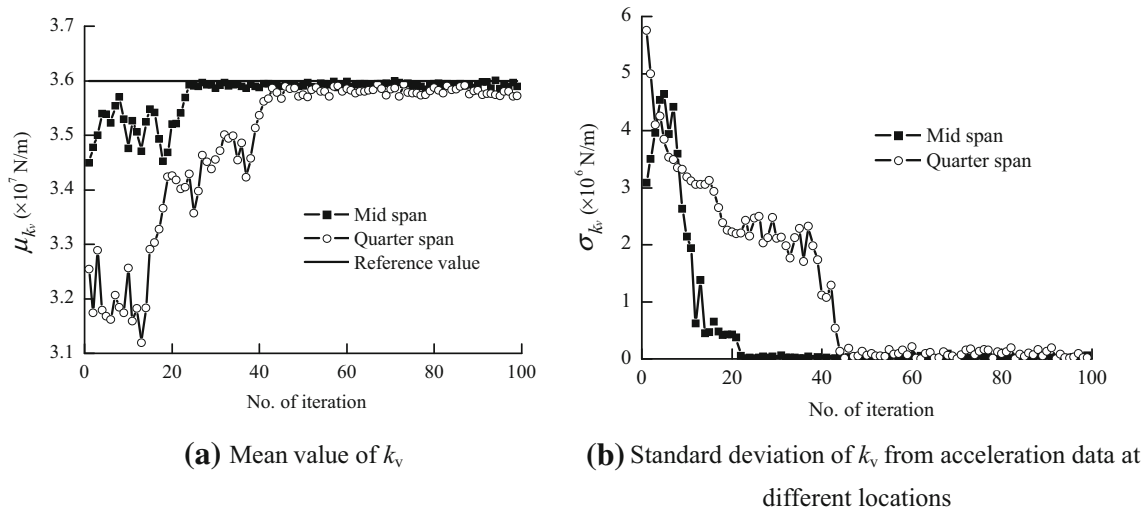 3.7
3.6
3.5
3.4
3.3
3.2
3.1
μkv (×10⁷ N/m)
Mid span
Quarter span
Reference value
0 20 40 60 80 100
No. of iteration
(a) Mean value of kv
6
5
4
3
2
1
0
σkv (×10⁶ N/m)
Mid span
Quarter span
0 20 40 60 80 100
No. of iteration
(b) Standard deviation of kv from acceleration data at
different locations